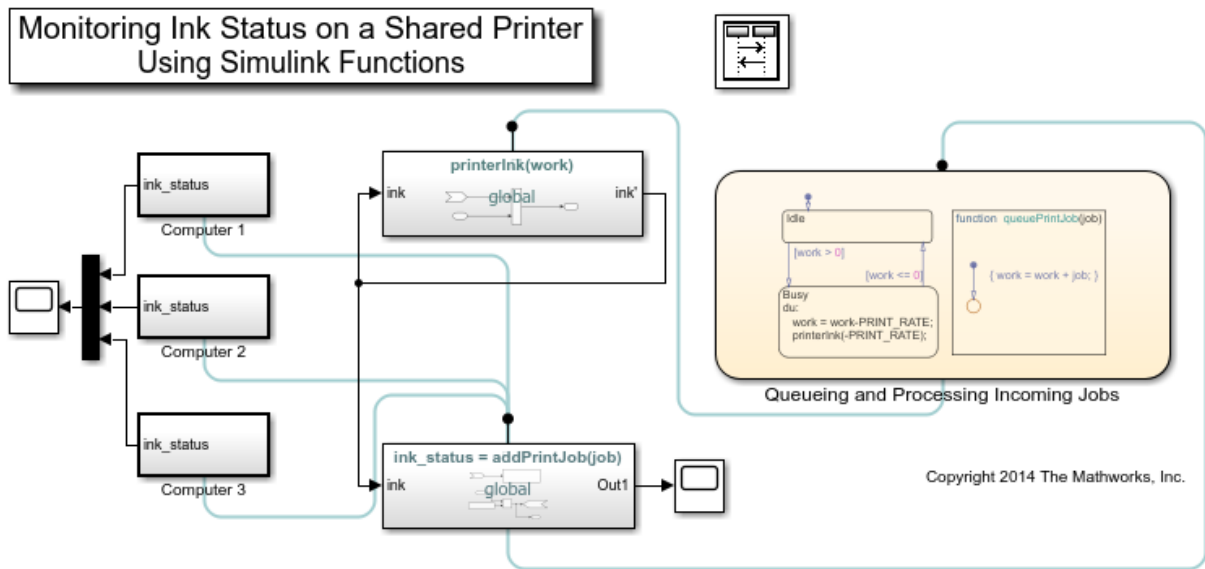 Monitoring Ink Status on a Shared Printer
Using Simulink Functions
ink_status
Computer 1
ink_status
Computer 2
ink_status
Computer 3
printerInk(work)
ink
global
ink'
ink_status = addPrintJob(job)
ink
global
Out1
Idle
[work > 0]
[work <= 0]
Busy
du:
work = work-PRINT_RATE;
printerInk(-PRINT_RATE);
function queuePrintJob(job)
{ work = work + job; }
Queueing and Processing Incoming Jobs
Copyright 2014 The Mathworks, Inc.